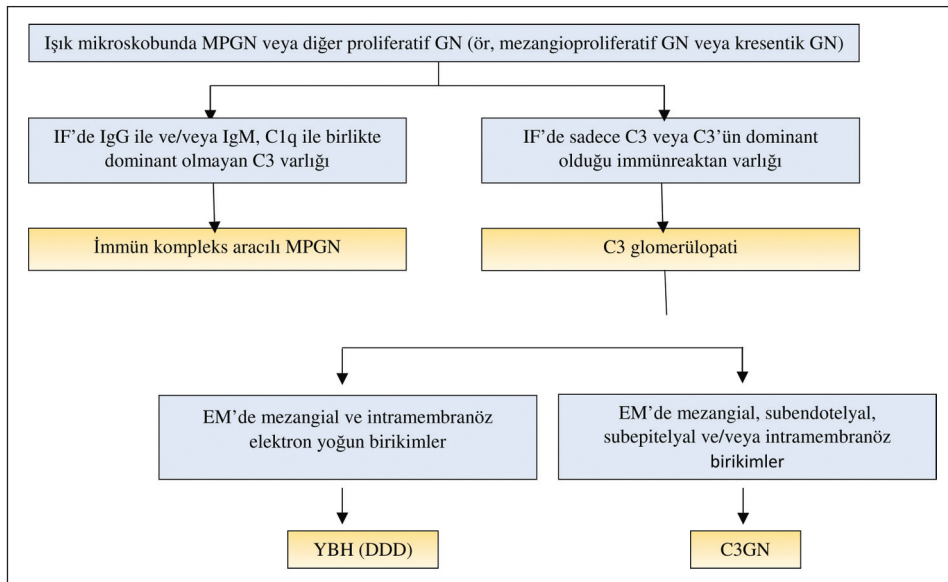 Işık mikroskobunda MPGN veya diğer proliferatif GN (ör, mezangioproliferatif GN veya kresentik GN)
IF’de IgG ile ve/veya IgM, C1q ile birlikte
dominant olmayan C3 varlığı
IF’de sadece C3 veya C3’ün dominant
olduğu immünreaktan varlığı
İmmün kompleks aracılı MPGN
C3 glomerülopati
EM’de mezangial ve intramembranöz
elektron yoğun birikimler
EM’de mezangial, subendotelyal,
subepitelyal ve/veya intramembranöz
birikimler
YBH (DDD)
C3GN